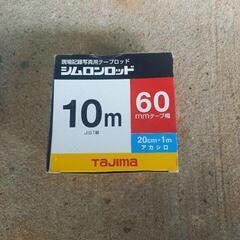 現場記録写真用テープロッド
シムロンロッド
10m
JIS1級
60
mmテープ幅
20cm・1m
アカシロ
TAJIMA